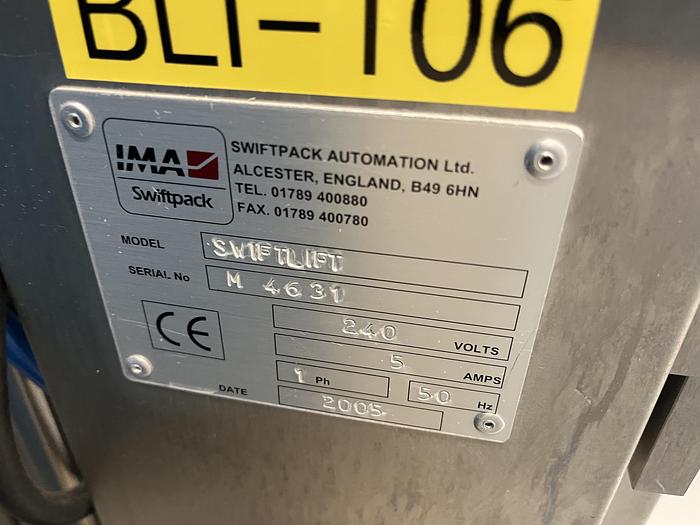 BLI-106
IMA
Swiftpack
SWIFTPACK AUTOMATION Ltd.
ALCESTER, ENGLAND, B49 6HN
TEL. 01789 400880
FAX. 01789 400780
MODEL SWIFTLIFT
SERIAL No M 4631
CE
240 VOLTS
5 AMPS
1 Ph 50 Hz
DATE 2005